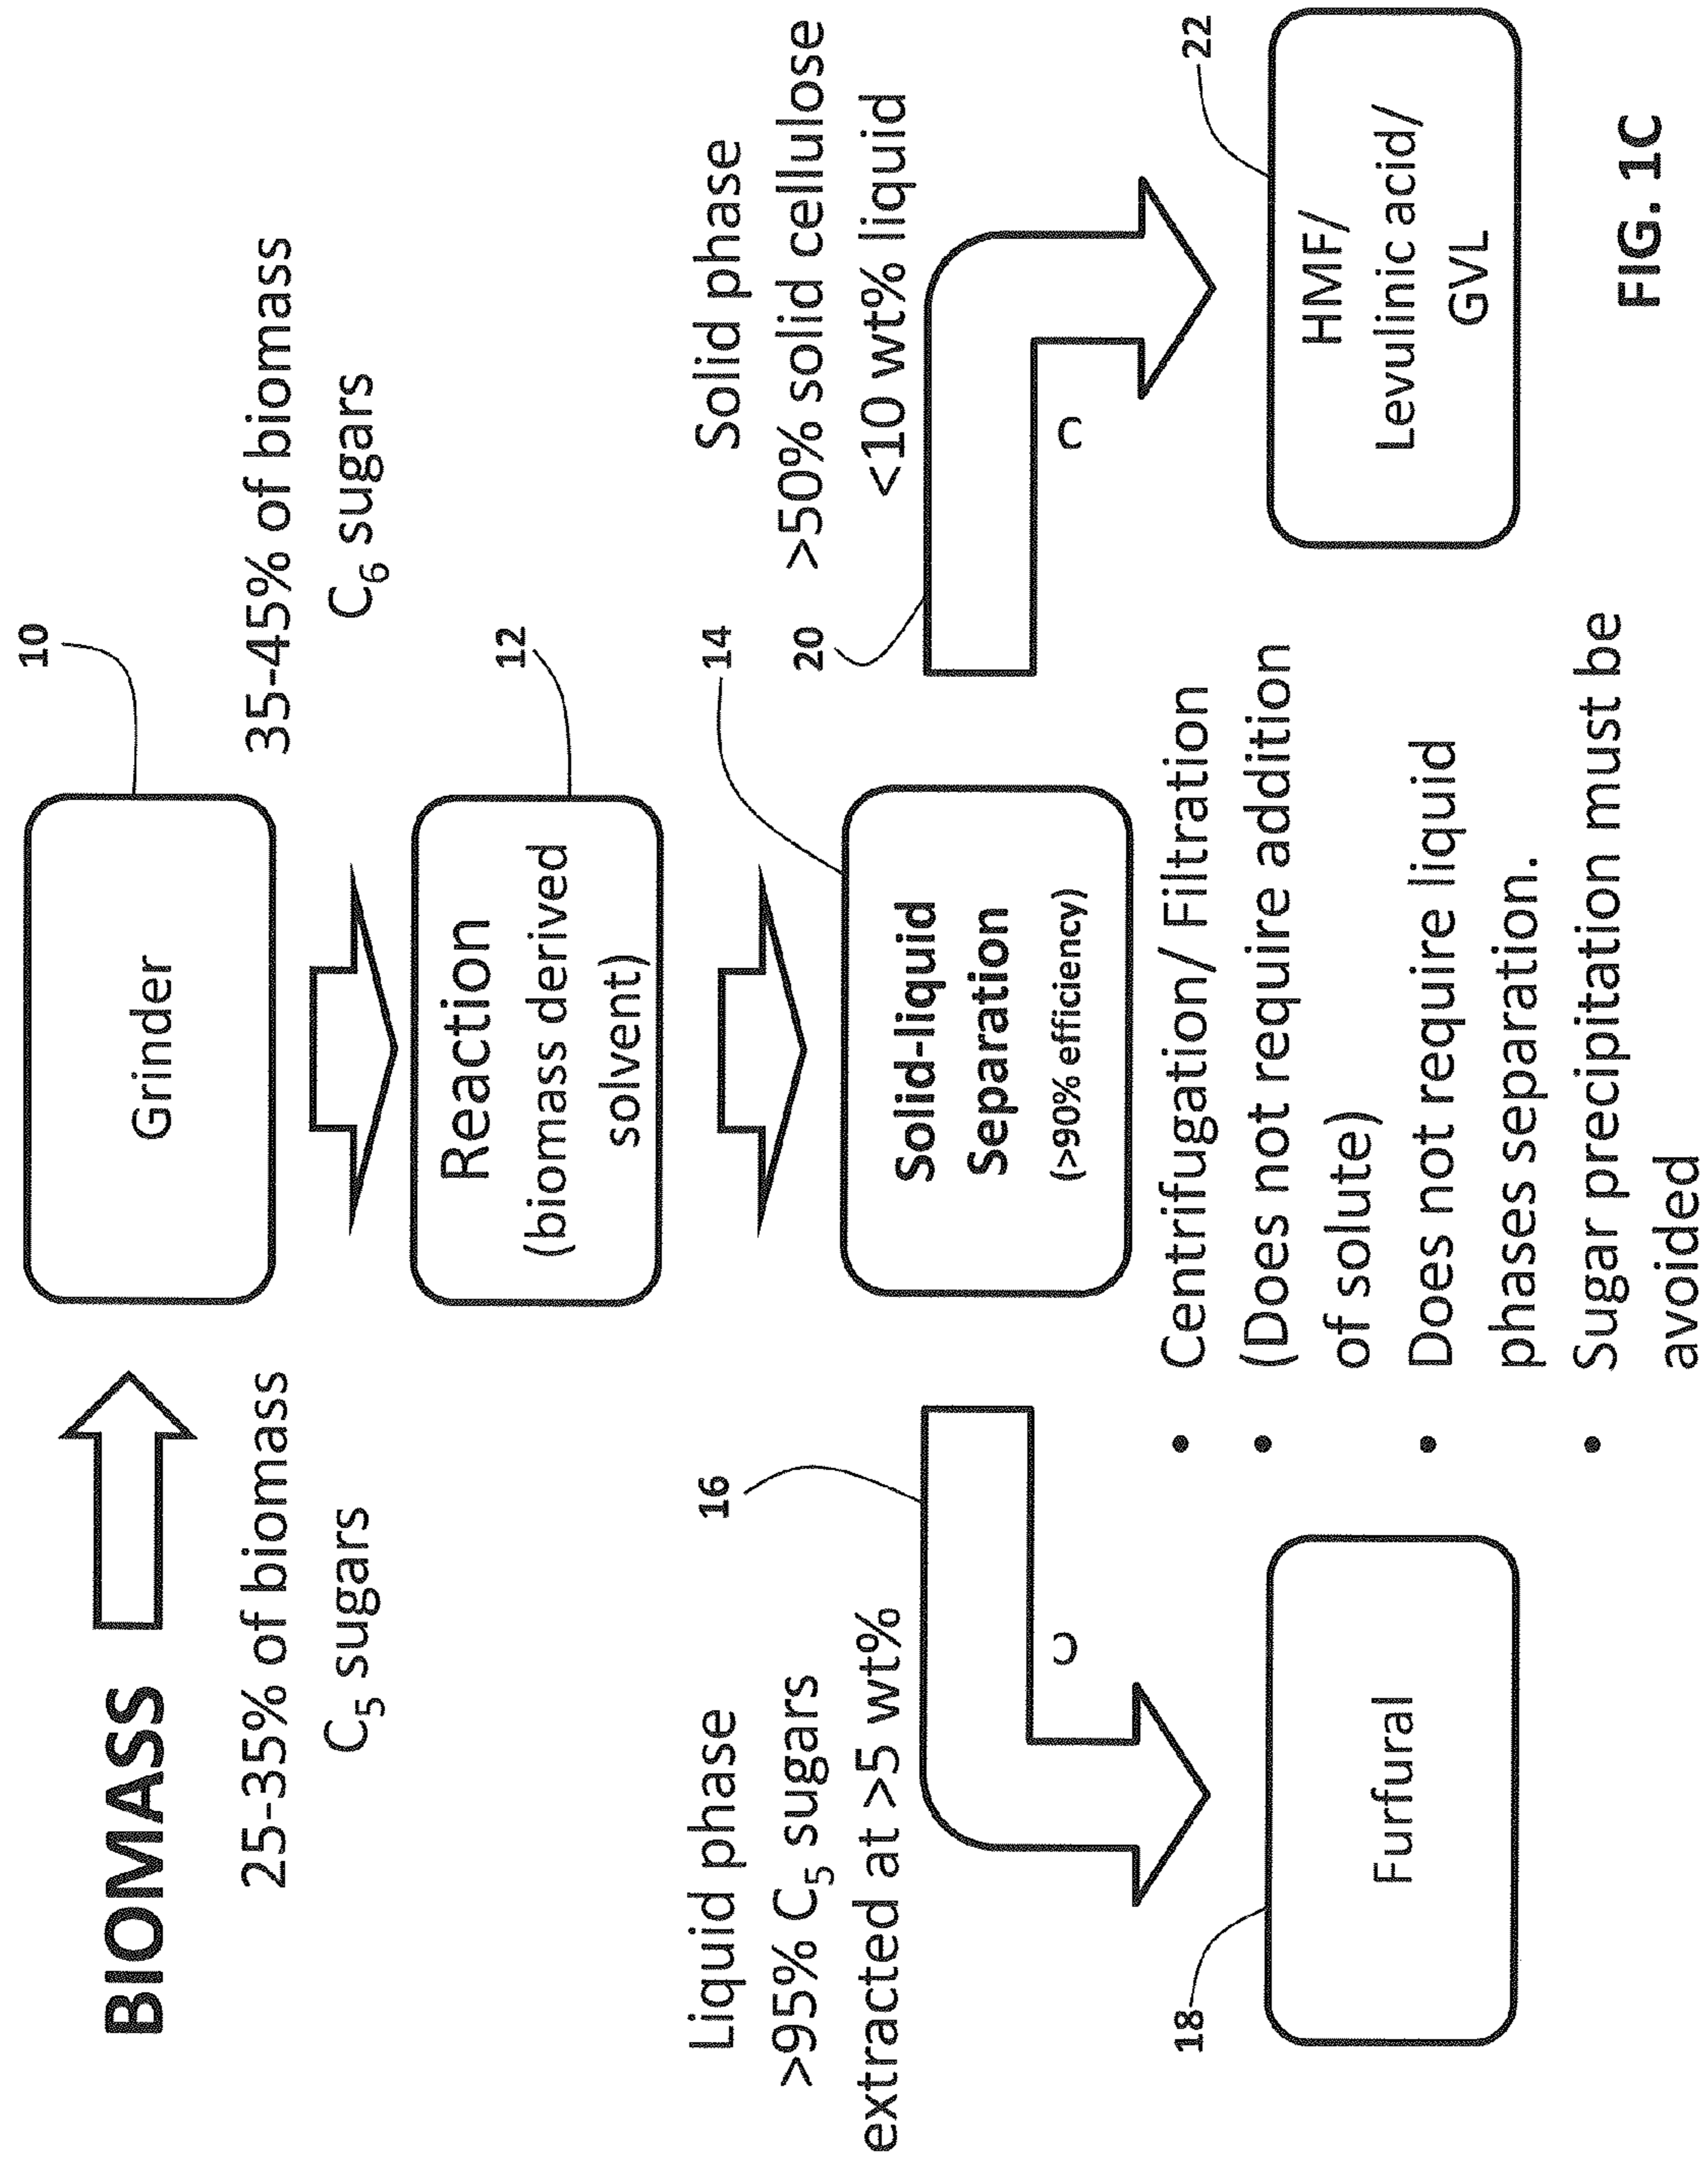 BIOMASS
25-35% of biomass
C5 sugars
Grinder
10
35-45% of biomass
C6 sugars
Reaction
(biomass derived
solvent)
12
Solid-liquid
Separation
(>90% efficiency)
14
Liquid phase
>95% C5 sugars
extracted at >5 wt%
16
C
Solid phase
>50% solid cellulose
<10 wt% liquid
20
C
18
Furfural
• Centrifugation/ Filtration
• (Does not require addition
of solute)
• Does not require liquid
phases separation.
• Sugar precipitation must be
avoided
22
HMF/
Levulinic acid/
GVL
FIG. 1C